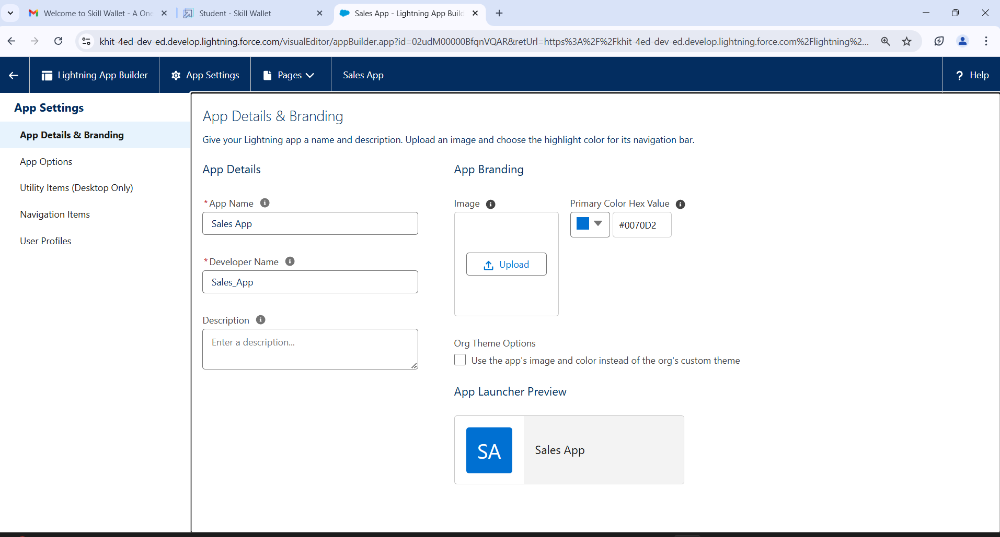 Welcome to Skill Wallet - A One
Student - Skill Wallet
Sales App - Lightning App Build
khit-4ed-dev-ed.develop.lightning.force.com/visualEditor/appBuilder.app?id=02udM00000BfqnVQAR&retUrl=https%3A%2F%2Fkhit-4ed-dev-ed.develop.lightning.force.com%2Flightning%2...
Lightning App Builder
App Settings
Pages
Sales App
? Help
App Settings
App Details & Branding
App Options
Utility Items (Desktop Only)
Navigation Items
User Profiles
App Details & Branding
Give your Lightning app a name and description. Upload an image and choose the highlight color for its navigation bar.
App Details
*App Name
Sales App
*Developer Name
Sales_App
Description
Enter a description...
App Branding
Image
Upload
Primary Color Hex Value
#0070D2
Org Theme Options
Use the app's image and color instead of the org's custom theme
App Launcher Preview
SA
Sales App